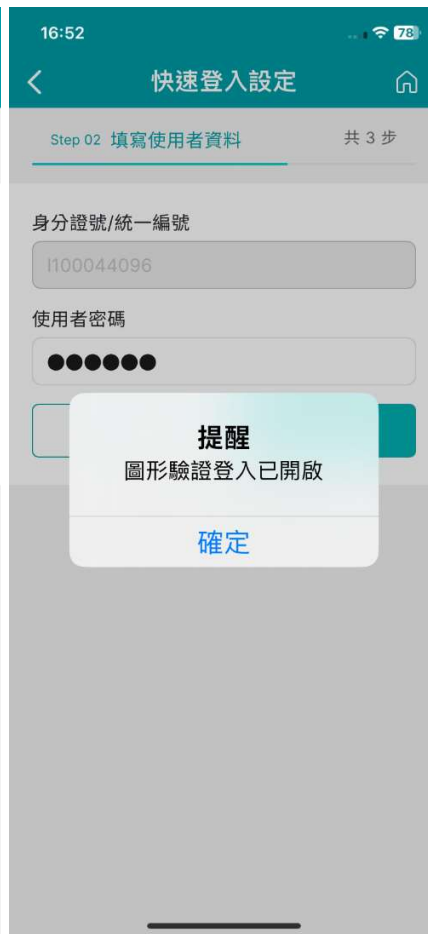 16:52
78
快速登入設定
Step 02 填寫使用者資料
共 3 步
身分證號/統一編號
I100044096
使用者密碼
●●●●●●
提醒
圖形驗證登入已開啟
確定